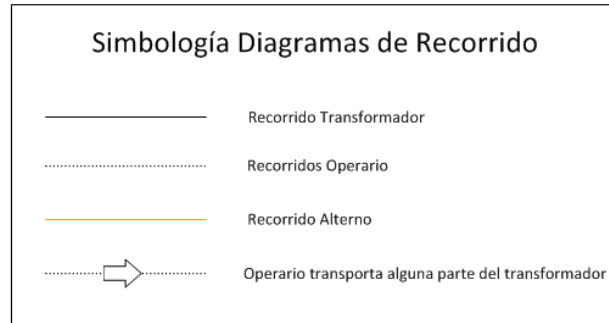 Simbología Diagramas de Recorrido
Recorrido Transformador
Recorridos Operario
Recorrido Alterno
Operario transporta alguna parte del transformador